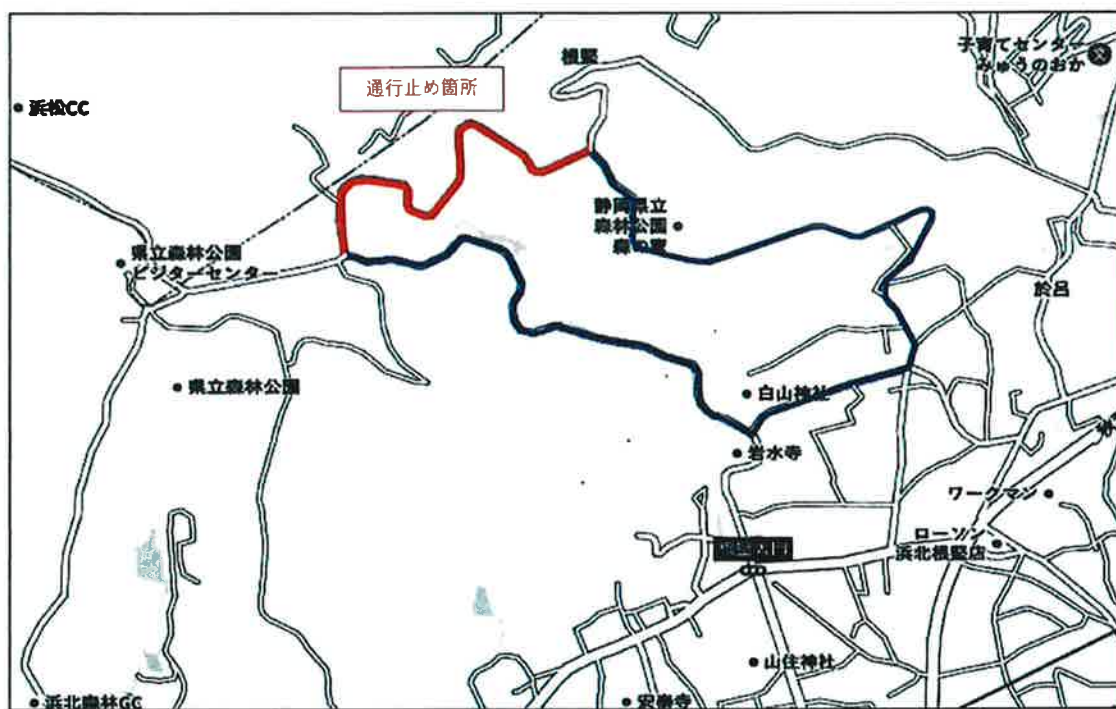 子育てセンター
みゅうのおか
根堅
通行止め箇所
浜松CC
静岡県立
森林公園
森の家
県立森林公園
ビジターセンター
於呂
県立森林公園
白山神社
岩水寺
ワークマン
ローソン
浜北根堅店
山住神社
浜北森林GC
安泰寺